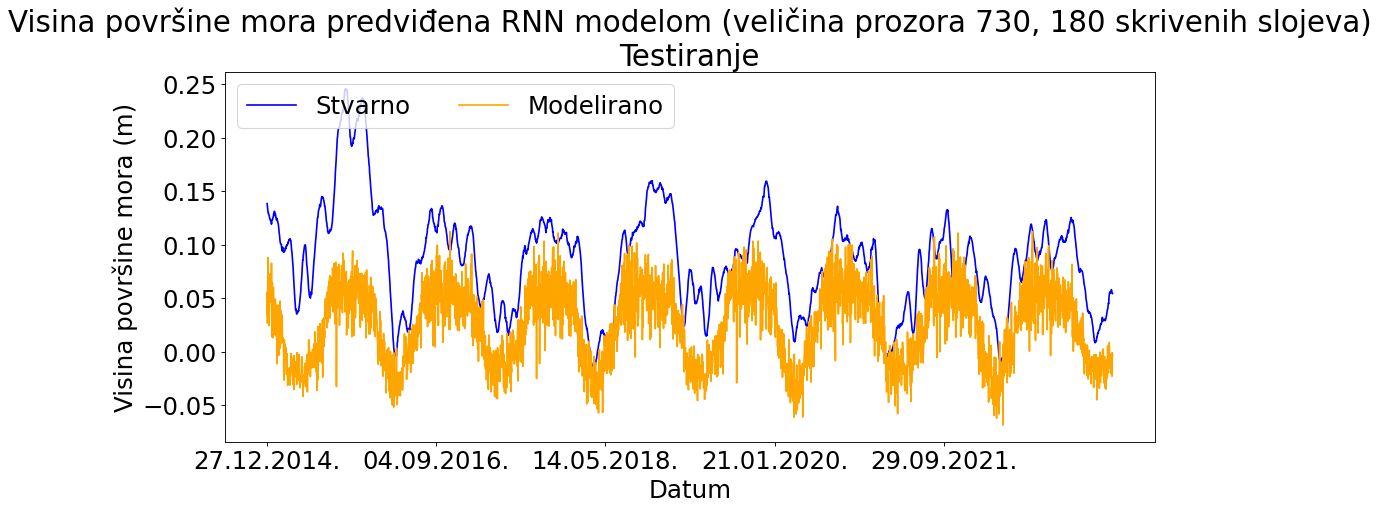 Visina površine mora predviđena RNN modelom (veličina prozora 730, 180 skrivenih slojeva)
Testiranje
Stvarno Modelirano
Visina površine mora (m)
0.25
0.20
0.15
0.10
0.05
0.00
−0.05
27.12.2014. 04.09.2016. 14.05.2018. 21.01.2020. 29.09.2021.
Datum